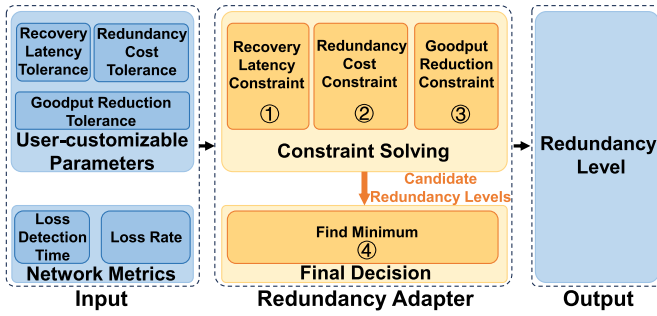 Recovery
Latency
Tolerance
Redundancy
Cost
Tolerance
Goodput Reduction
Tolerance
User-customizable
Parameters
Loss
Detection
Time
Loss Rate
Network Metrics
Input
Recovery
Latency
Constraint
①
Redundancy
Cost
Constraint
②
Goodput
Reduction
Constraint
③
Constraint Solving
Candidate
Redundancy Levels
Find Minimum
④
Final Decision
Redundancy Adapter
Redundancy
Level
Output